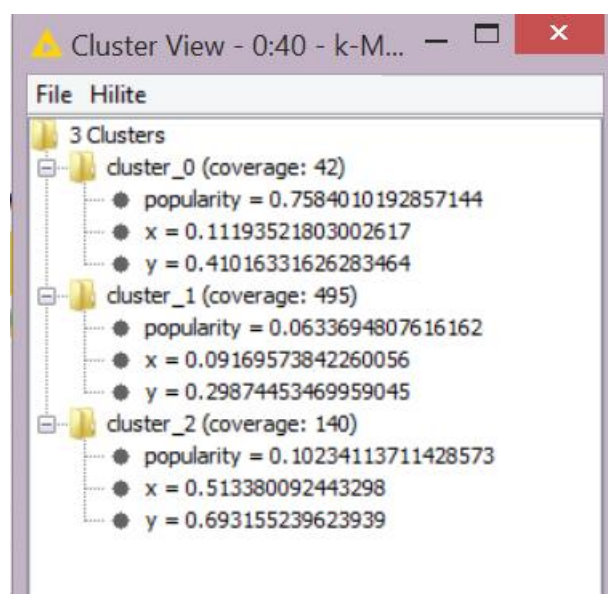 Cluster View - 0:40 - k-M...
File Hilite
3 Clusters
cluster_0 (coverage: 42)
popularity = 0.7584010192857144
x = 0.11193521803002617
y = 0.41016331626283464
cluster_1 (coverage: 495)
popularity = 0.0633694807616162
x = 0.09169573842260056
y = 0.29874453469959045
cluster_2 (coverage: 140)
popularity = 0.10234113711428573
x = 0.513380092443298
y = 0.693155239623939